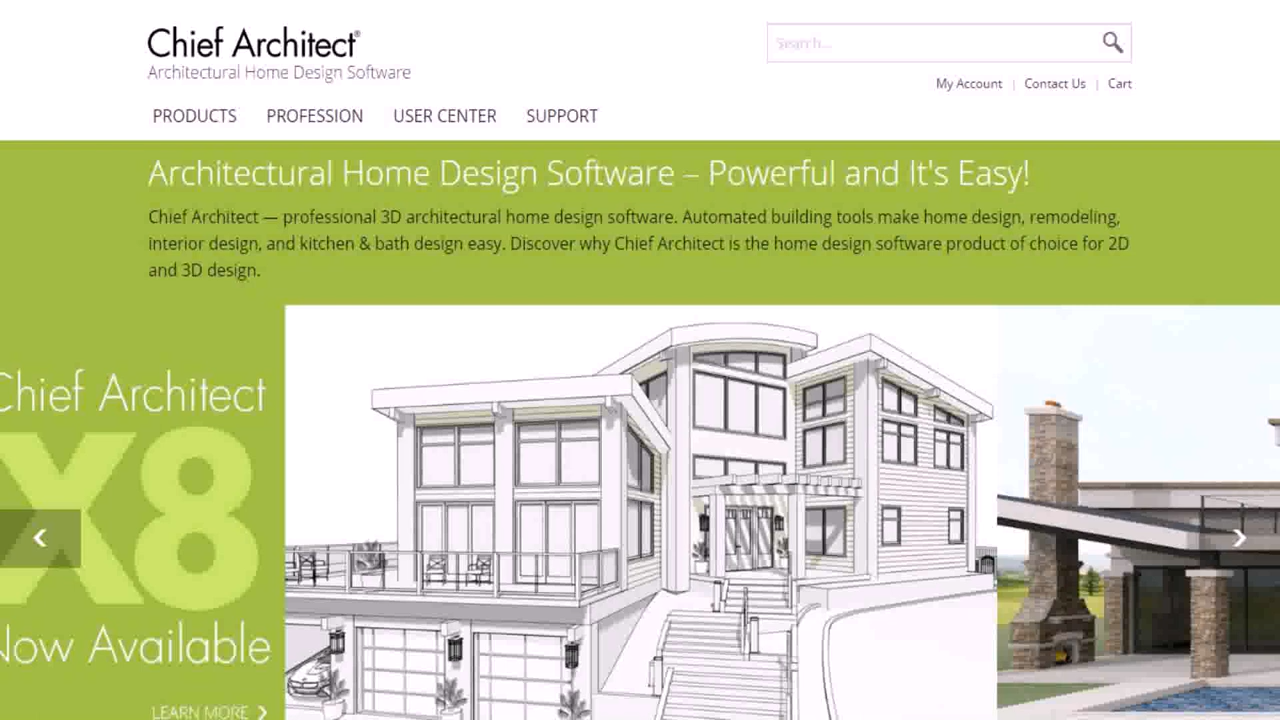 Chief Architect®
Architectural Home Design Software
Search...
My Account | Contact Us | Cart
PRODUCTS PROFESSION USER CENTER SUPPORT
Architectural Home Design Software – Powerful and It's Easy!
Chief Architect — professional 3D architectural home design software. Automated building tools make home design, remodeling,
interior design, and kitchen & bath design easy. Discover why Chief Architect is the home design software product of choice for 2D
and 3D design.
Chief Architect
X8
Now Available
LEARN MORE